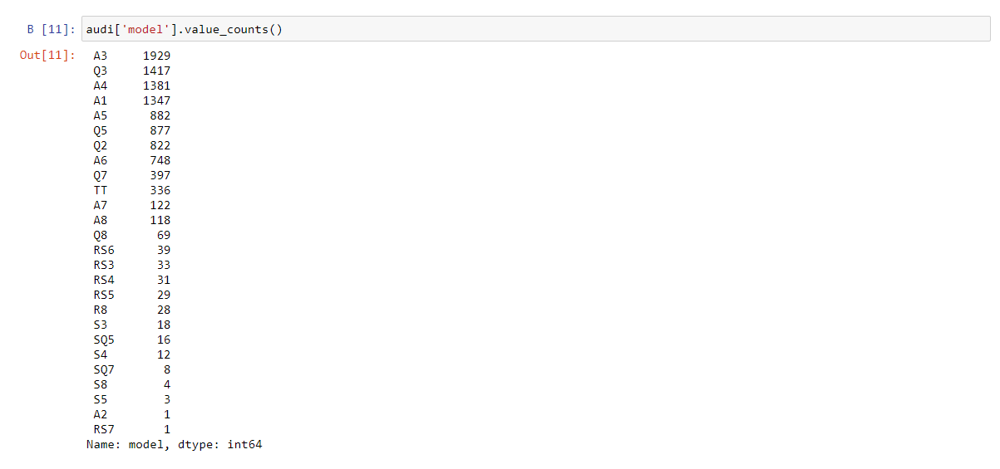 B [11]: audi['model'].value_counts()
Out[11]: A3 1929
Q3 1417
A4 1381
A1 1347
A5 882
Q5 877
Q2 822
A6 748
Q7 397
TT 336
A7 122
A8 118
Q8 69
RS6 39
RS3 33
RS4 31
RS5 29
R8 28
S3 18
SQ5 16
S4 12
SQ7 8
S8 4
S5 3
A2 1
RS7 1
Name: model, dtype: int64